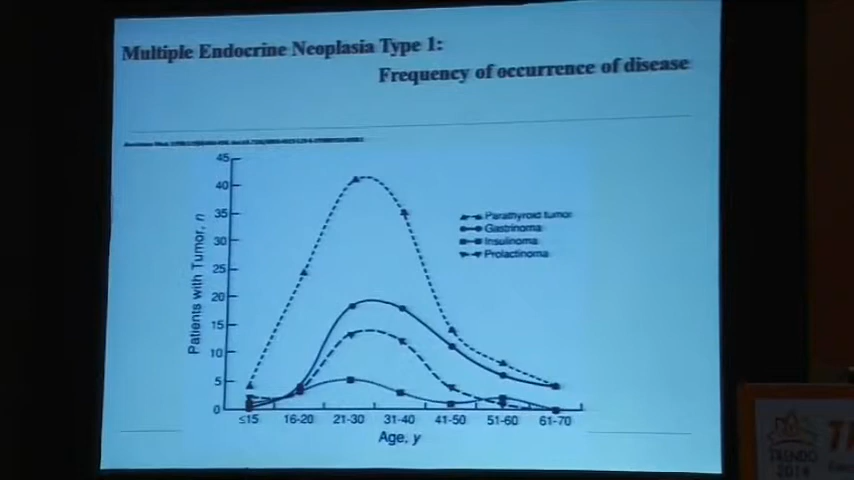 Multiple Endocrine Neoplasia Type 1:
Frequency of occurrence of disease
45
40
35
30
25
20
15
10
5
0
Patients with Tumor, n
Parathyroid tumor
Gastrinoma
Insulinoma
Prolactinoma
≤15 16-20 21-30 31-40 41-50 51-60 61-70
Age, y
TRENDO